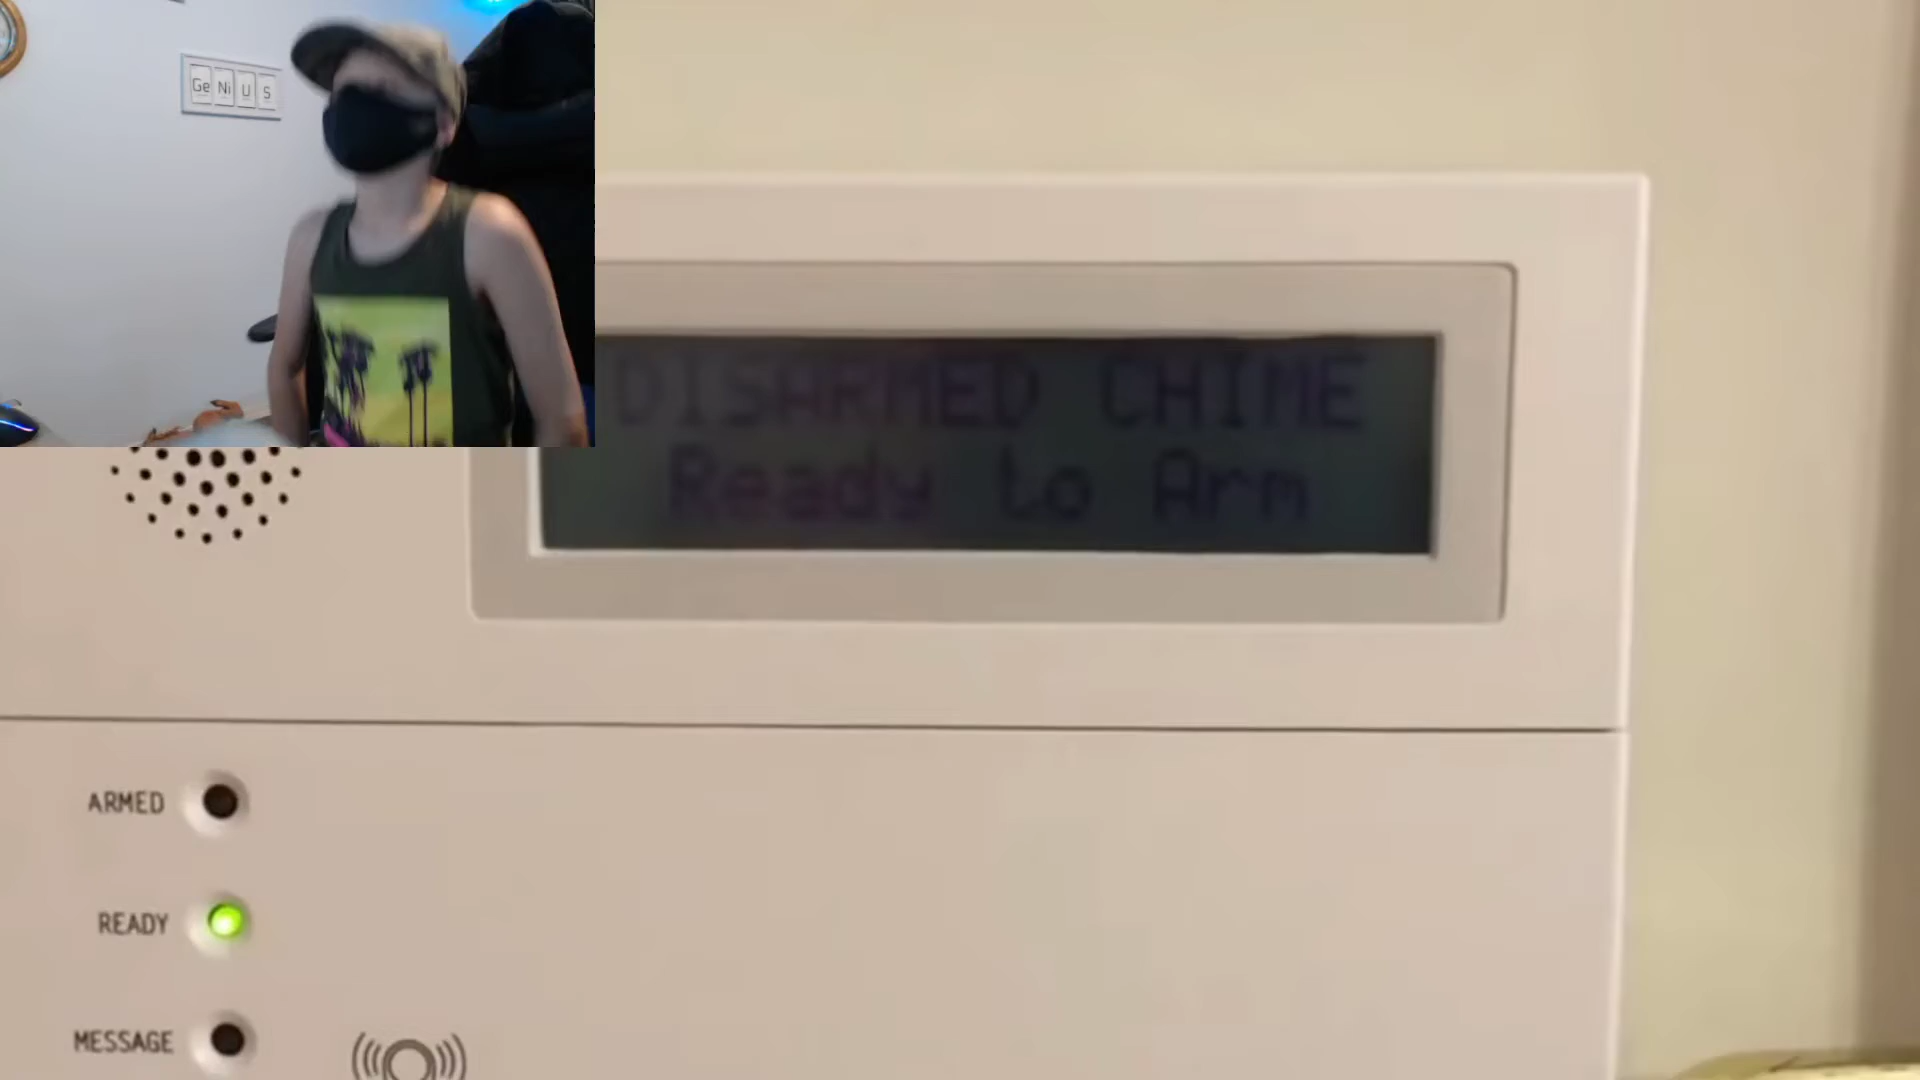 Ge Ni U S
DISARMED CHIME
Ready to Arm
ARMED
READY
MESSAGE